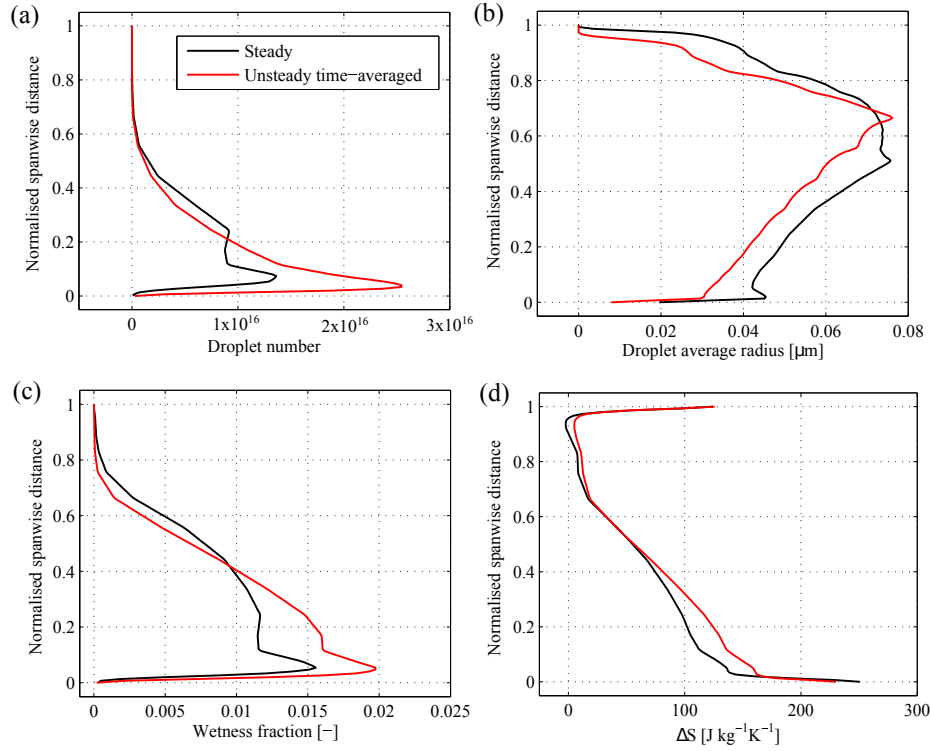 (a)
Normalised spanwise distance
1
0.8
0.6
0.4
0.2
0
Steady
Unsteady time−averaged
0
1x10^16
2x10^16
3x10^16
Droplet number
(b)
Normalised spanwise distance
1
0.8
0.6
0.4
0.2
0
0
0.02
0.04
0.06
0.08
Droplet average radius [µm]
(c)
Normalised spanwise distance
1
0.8
0.6
0.4
0.2
0
0
0.005
0.01
0.015
0.02
0.025
Wetness fraction [−]
(d)
Normalised spanwise distance
1
0.8
0.6
0.4
0.2
0
0
100
200
300
ΔS [J kg⁻¹K⁻¹]